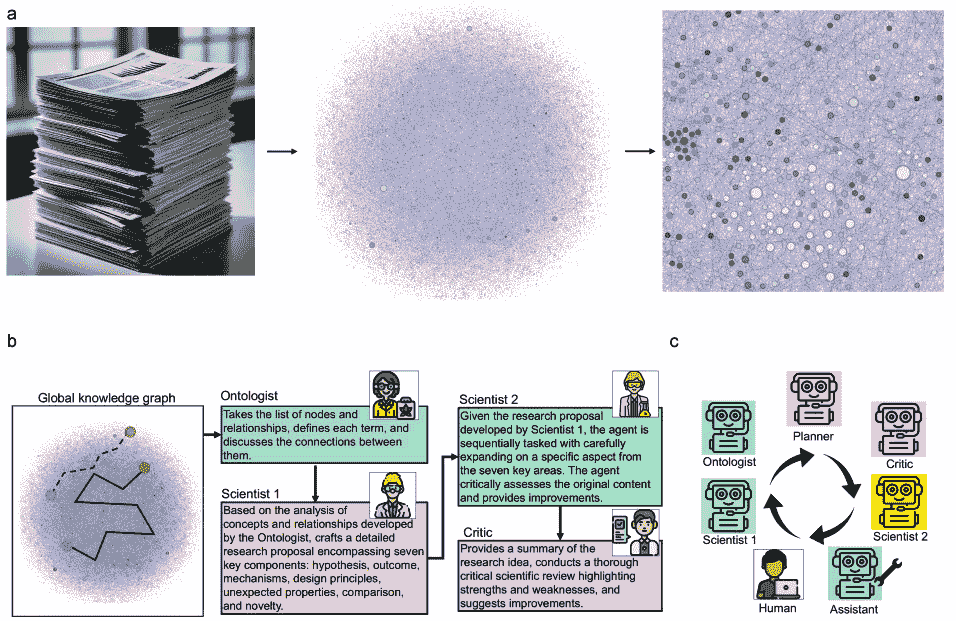 a
b
c
Global knowledge graph
Ontologist
Takes the list of nodes and
relationships, defines each term, and
discusses the connections between
them.
Scientist 1
Based on the analysis of
concepts and relationships developed
by the Ontologist, crafts a detailed
research proposal encompassing seven
key components: hypothesis, outcome,
mechanisms, design principles,
unexpected properties, comparison,
and novelty.
Scientist 2
Given the research proposal
developed by Scientist 1, the agent is
sequentially tasked with carefully
expanding on a specific aspect from
the seven key areas. The agent
critically assesses the original content
and provides improvements.
Critic
Provides a summary of the
research idea, conducts a thorough
critical scientific review highlighting
strengths and weaknesses, and
suggests improvements.
Planner
Ontologist
Critic
Scientist 1
Scientist 2
Human
Assistant